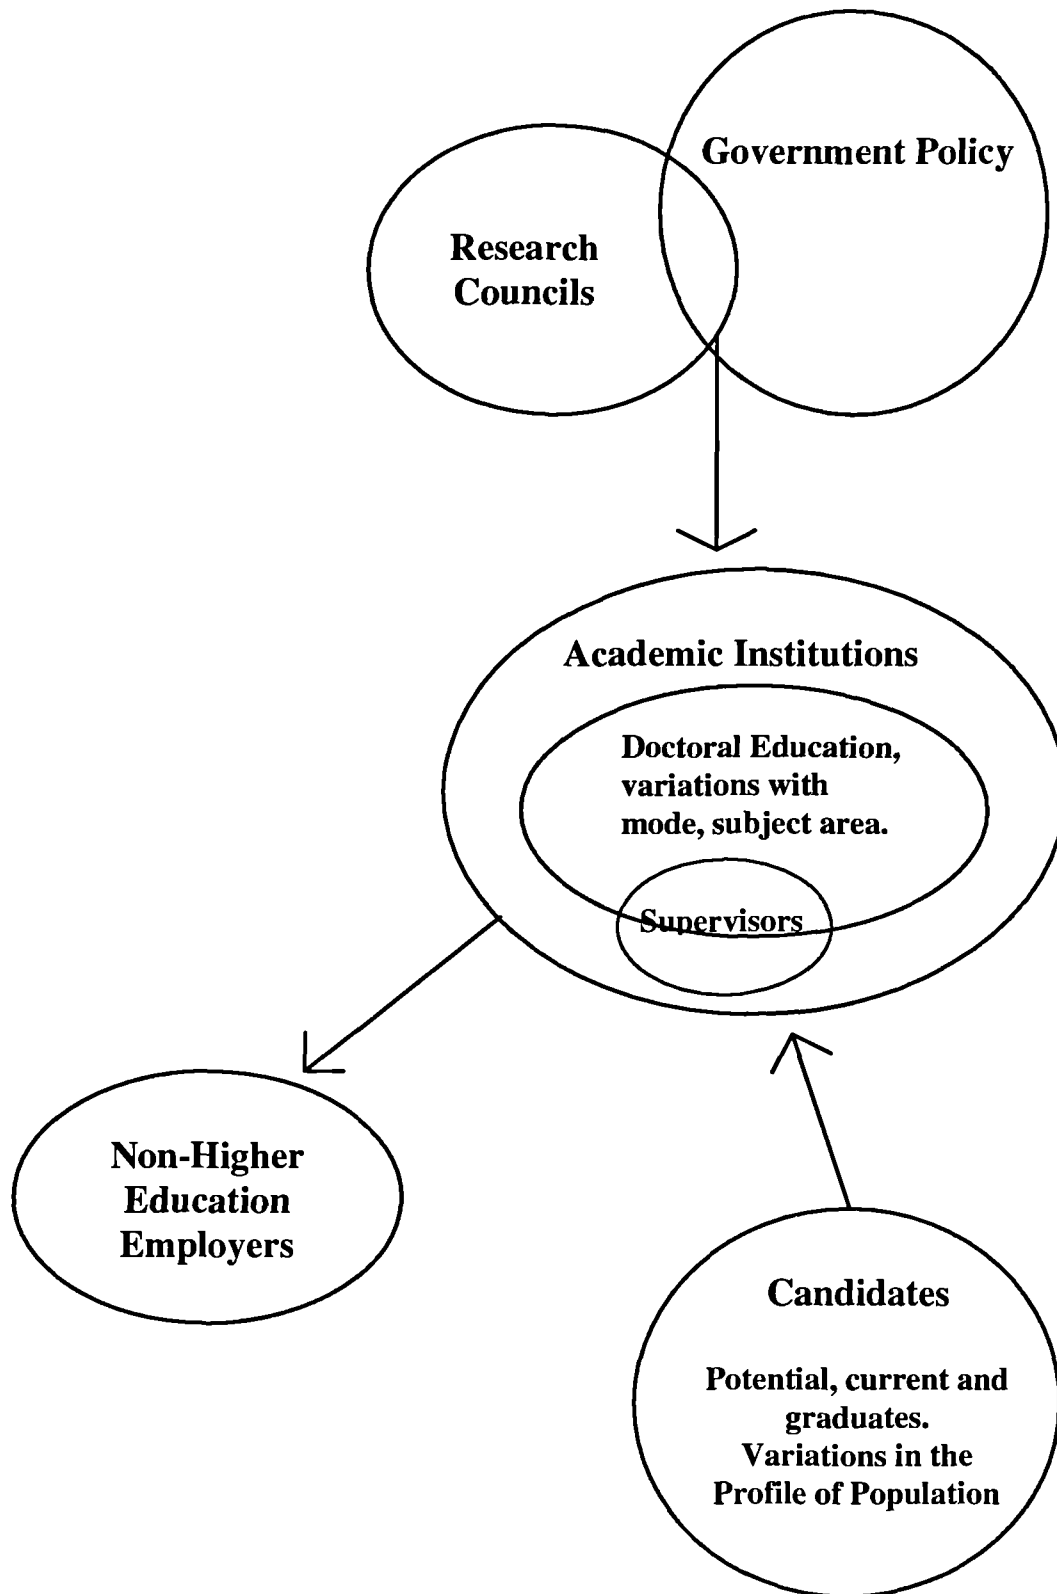 Government Policy
Research
Councils
Academic Institutions
Doctoral Education,
variations with
mode, subject area.
Supervisors
Non-Higher
Education
Employers
Candidates
Potential, current and
graduates.
Variations in the
Profile of Population